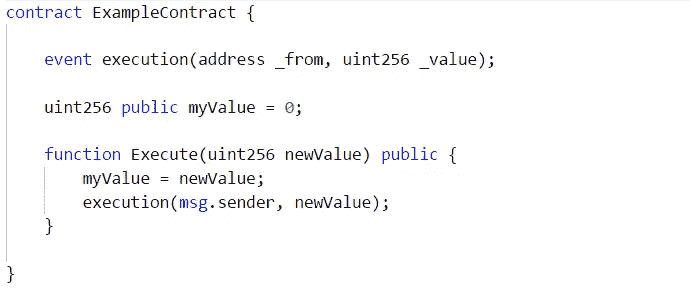 contract ExampleContract {
event execution(address _from, uint256 _value);
uint256 public myValue = 0;
function Execute(uint256 newValue) public {
myValue = newValue;
execution(msg.sender, newValue);
}
}